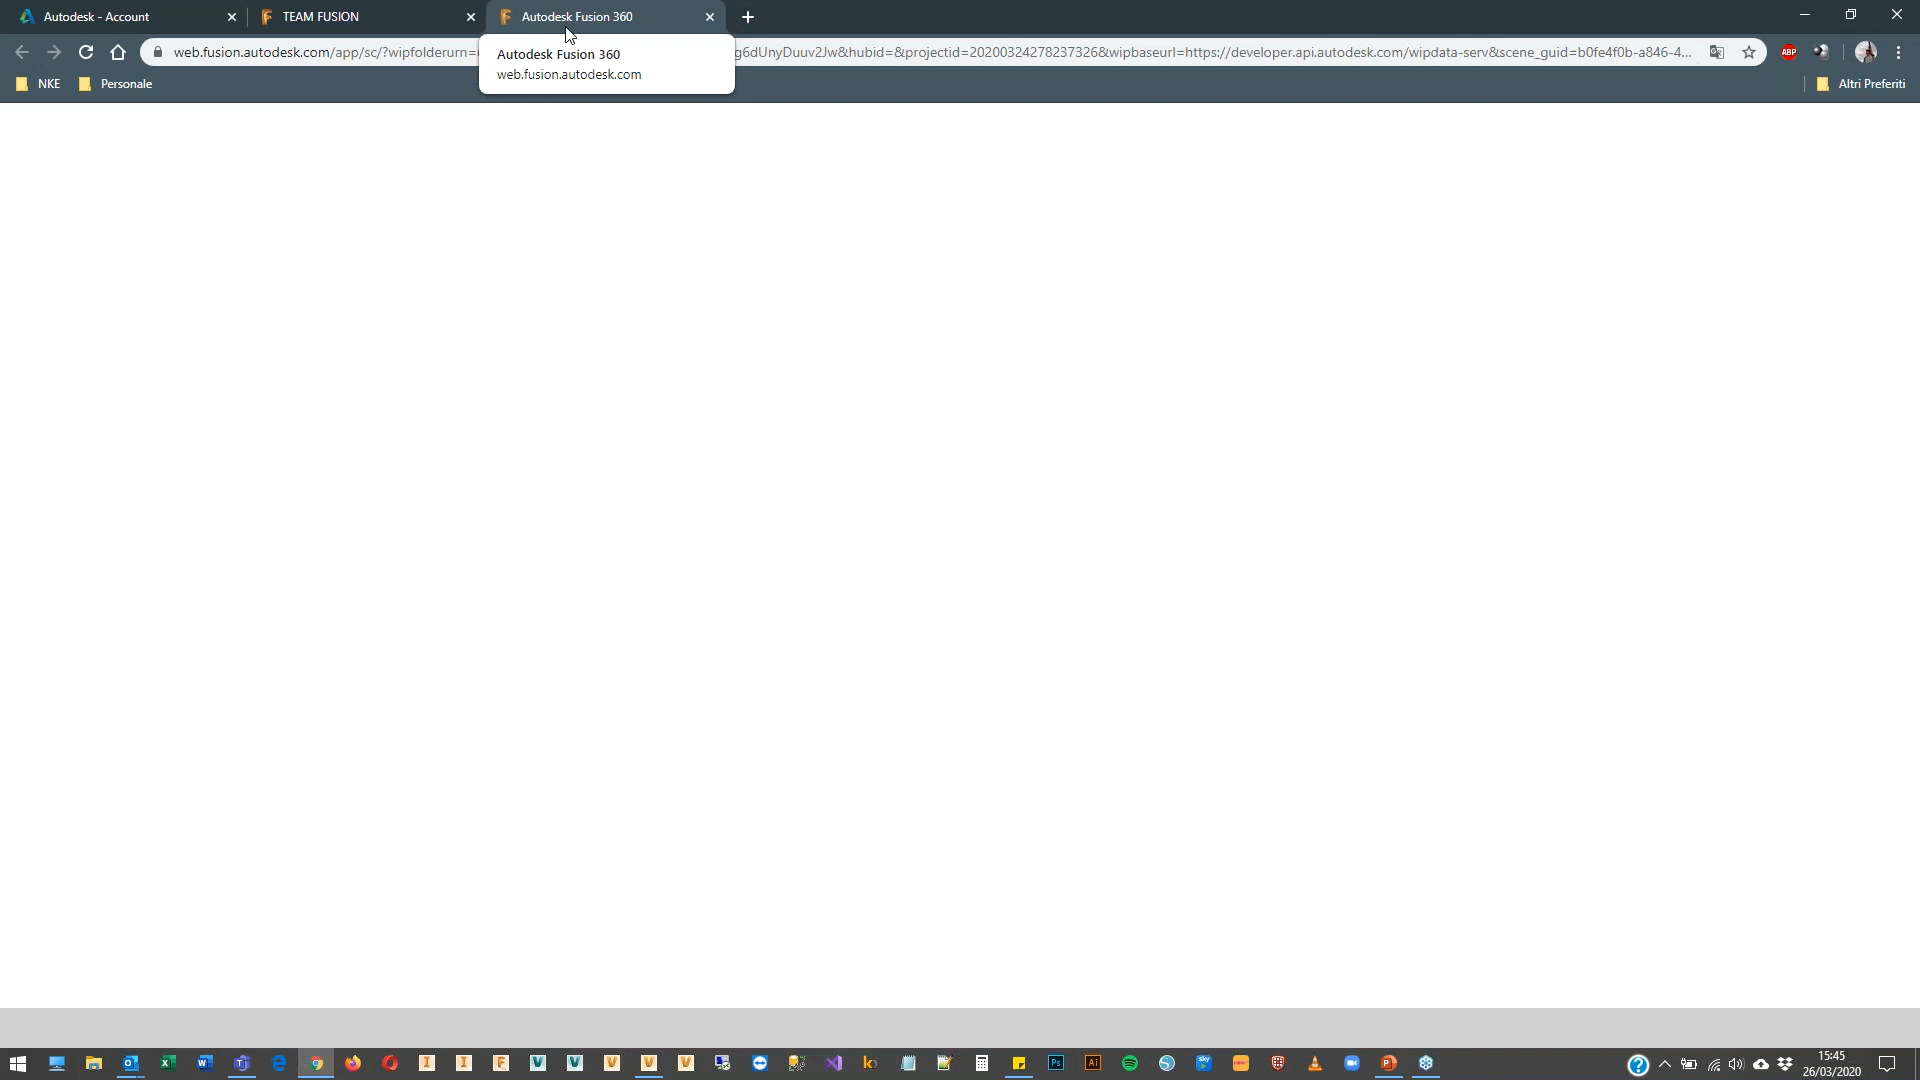 Autodesk - Account
TEAM FUSION
Autodesk Fusion 360
web.fusion.autodesk.com/app/sc/?wipfolderurn=
g6dUnyDuuv2Jw&hubid=&projectid=20200324278237326&wipbaseurl=https://developer.api.autodesk.com/wipdata-serv&scene_guid=b0fe4f0b-a846-4...
ABP
Autodesk Fusion 360
web.fusion.autodesk.com
NKE
Personale
Altri Preferiti
15:45
26/03/2020